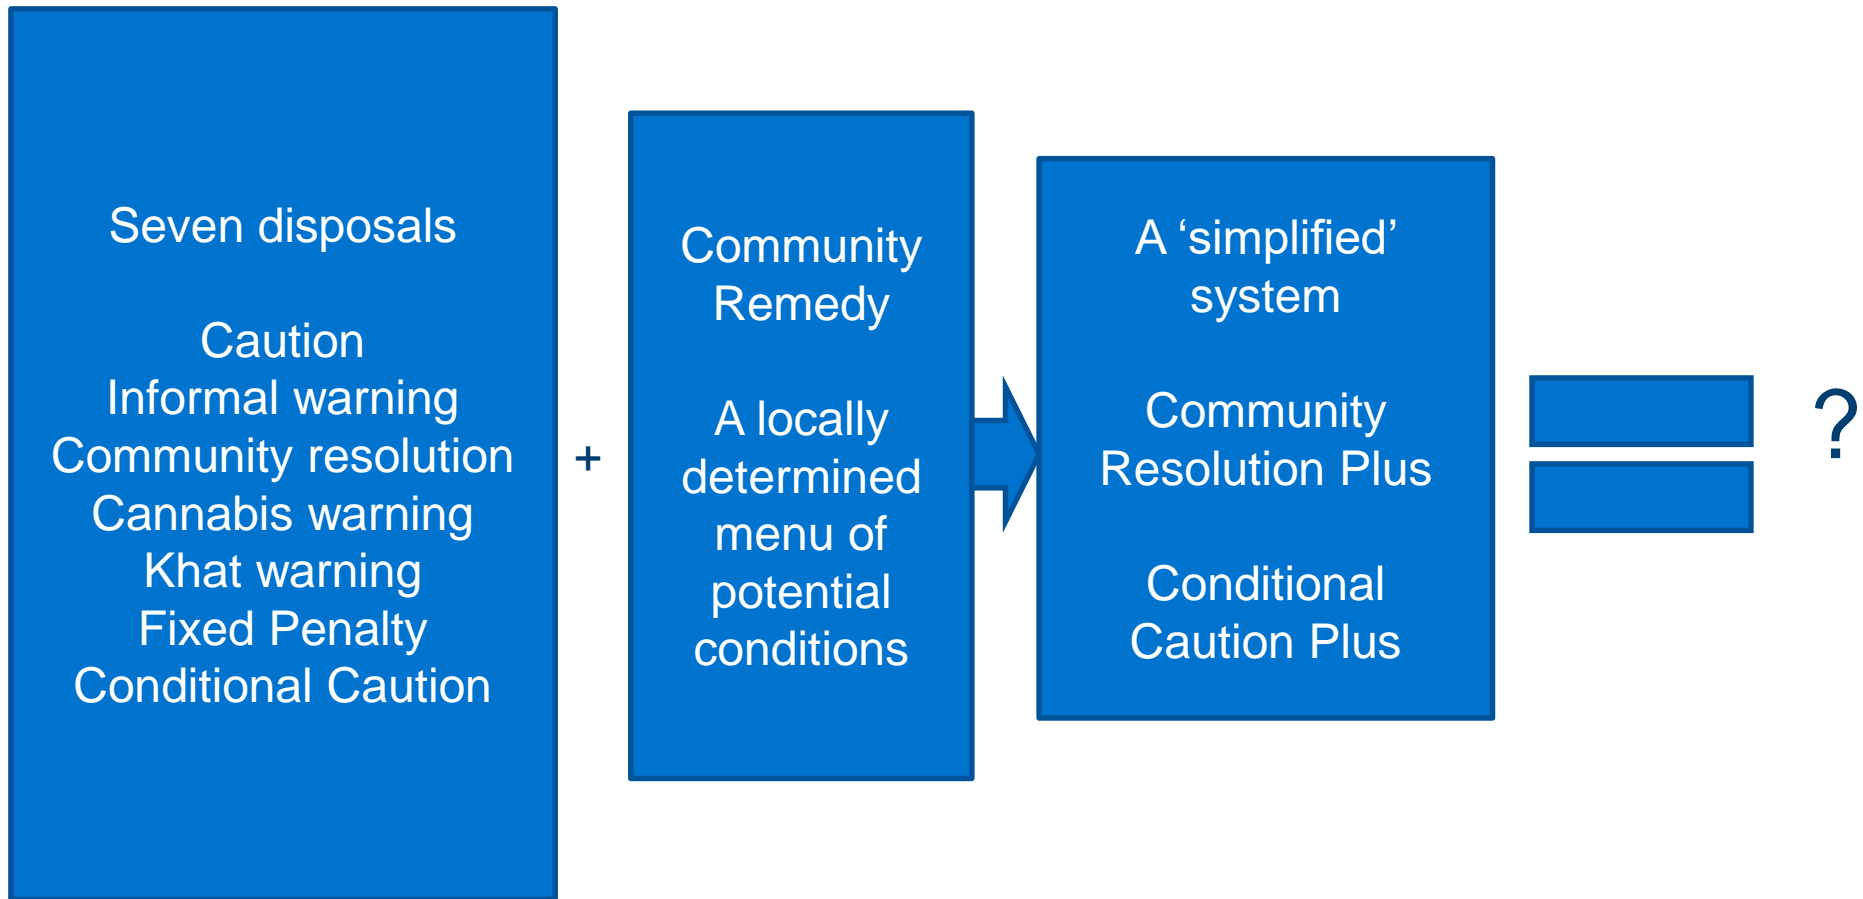 Seven disposals
Caution
Informal warning
Community resolution
Cannabis warning
Khat warning
Fixed Penalty
Conditional Caution
+
Community
Remedy
A locally
determined
menu of
potential
conditions
A ‘simplified’
system
Community
Resolution Plus
Conditional
Caution Plus
?